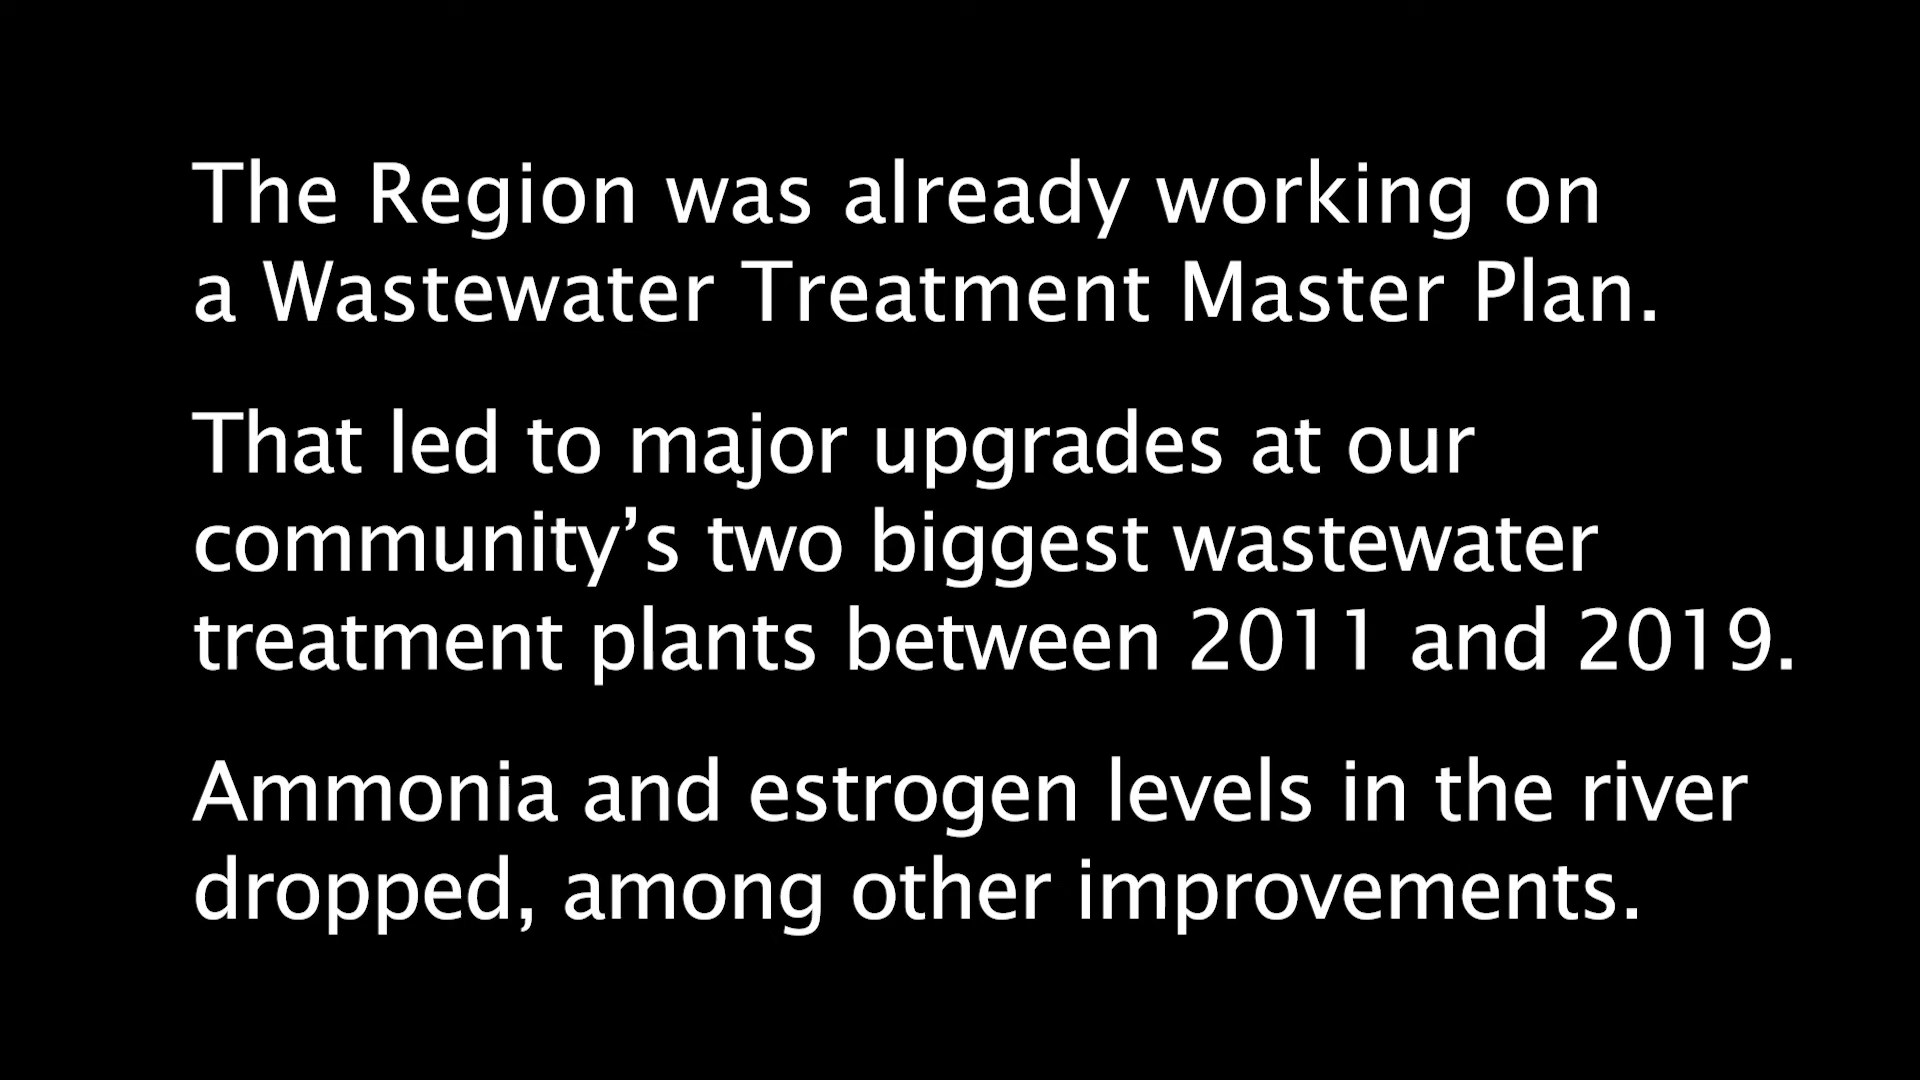 The Region was already working on
a Wastewater Treatment Master Plan.
That led to major upgrades at our
community’s two biggest wastewater
treatment plants between 2011 and 2019.
Ammonia and estrogen levels in the river
dropped, among other improvements.